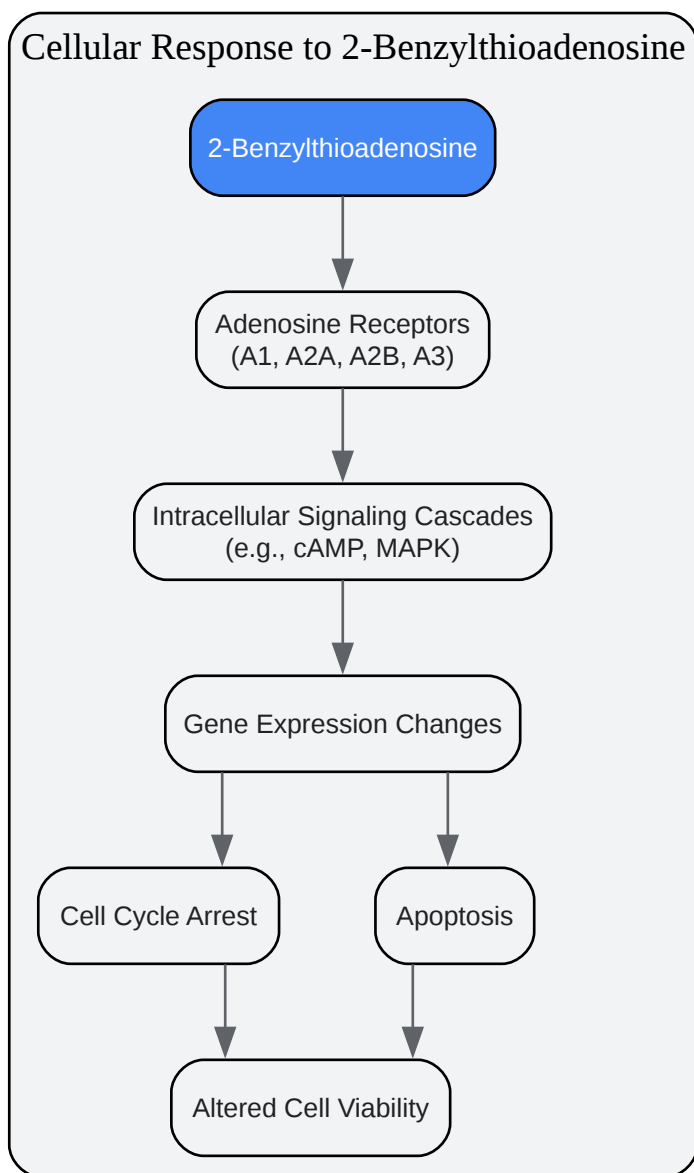 Cellular Response to 2-Benzylthioadenosine
2-Benzylthioadenosine
Adenosine Receptors
(A1, A2A, A2B, A3)
Intracellular Signaling Cascades
(e.g., cAMP, MAPK)
Gene Expression Changes
Cell Cycle Arrest
Apoptosis
Altered Cell Viability